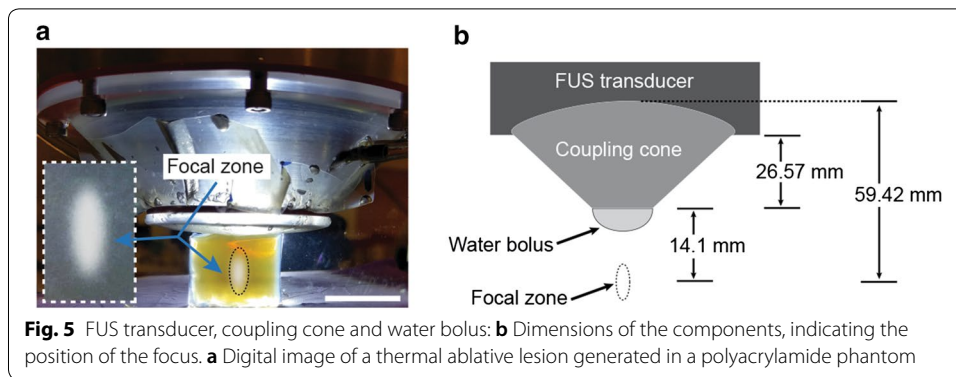 a
Focal zone
b
FUS transducer
Coupling cone
26.57 mm
59.42 mm
14.1 mm
Water bolus
Focal zone
Fig. 5 FUS transducer, coupling cone and water bolus: b Dimensions of the components, indicating the
position of the focus. a Digital image of a thermal ablative lesion generated in a polyacrylamide phantom